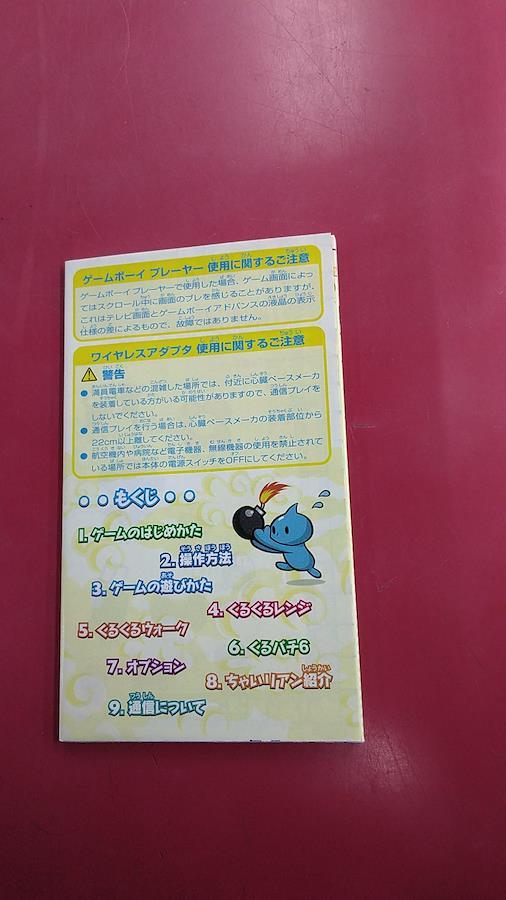 ゲームボーイ プレーヤー 使用に関するご注意
ゲームボーイ プレーヤーで使用した場合、ゲーム画面によっ
てはスクロール中に画面のブレを感じることがありますが、
これはテレビ画面とゲームボーイアドバンスの液晶の表示
仕様の差によるもので、故障ではありません。
ワイヤレスアダプタ 使用に関するご注意
警告
●満員電車などの混雑した場所では、付近に心臓ペースメーカ
を装着している方がいる可能性がありますので、通信プレイを
しないでください。
●通信プレイを行う場合は、心臓ペースメーカの装着部位から
22cm以上離してください。
●航空機内や病院など電子機器、無線機器の使用を禁止されて
いる場所では本体の電源スイッチをOFFにしてください。
●●もくじ●●
1. ゲームのはじめかた
2. 操作方法
3. ゲームの遊びかた
4. くるくるレンジ
5. くるくるウォーク
6. くるパチ6
7. オプション
8. ちゃいリアン紹介
9. 通信について